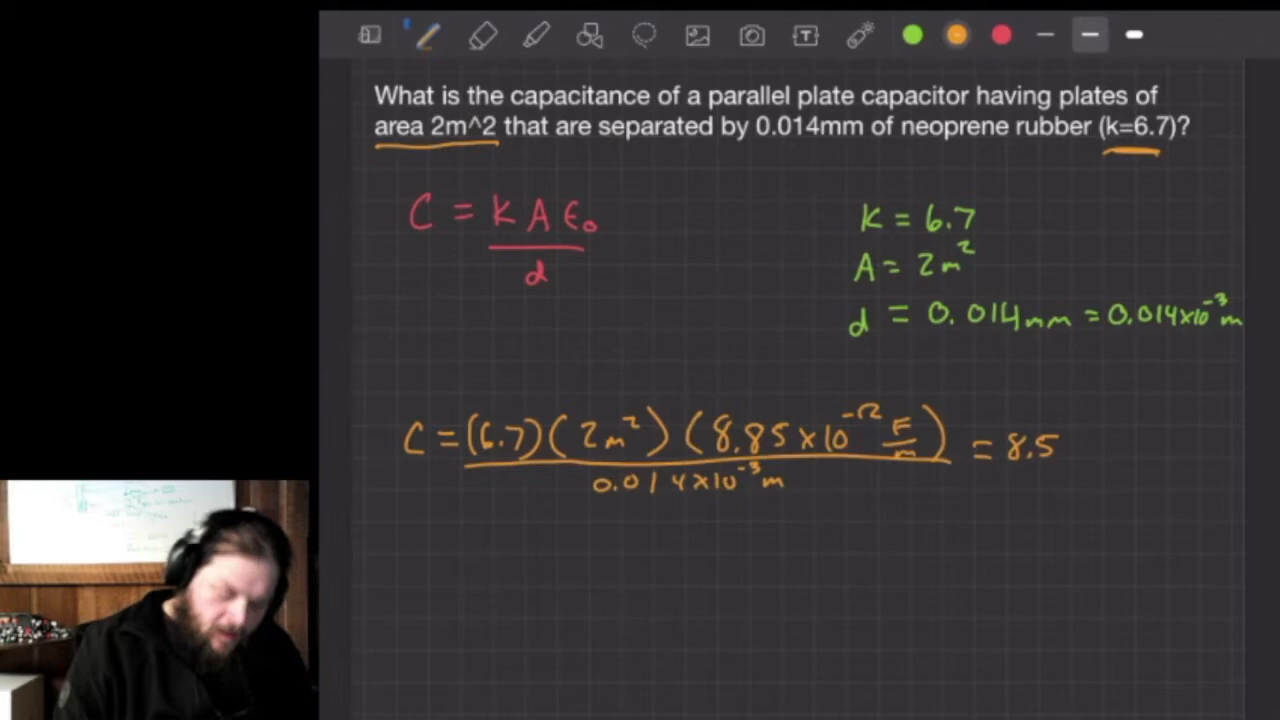 What is the capacitance of a parallel plate capacitor having plates of
area 2m^2 that are separated by 0.014mm of neoprene rubber (k=6.7)?
C = K A ϵ₀ / d
K = 6.7
A = 2m²
d = 0.014mm = 0.014×10⁻³m
C = (6.7)(2m²)(8.85×10⁻¹² F/m) / 0.014×10⁻³m = 8.5